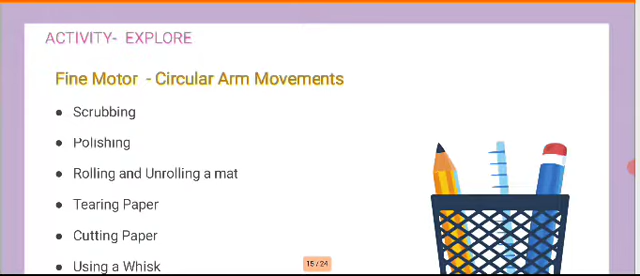 ACTIVITY- EXPLORE
Fine Motor - Circular Arm Movements
● Scrubbing
● Polishing
● Rolling and Unrolling a mat
● Tearing Paper
● Cutting Paper
● Using a Whisk
15 / 24